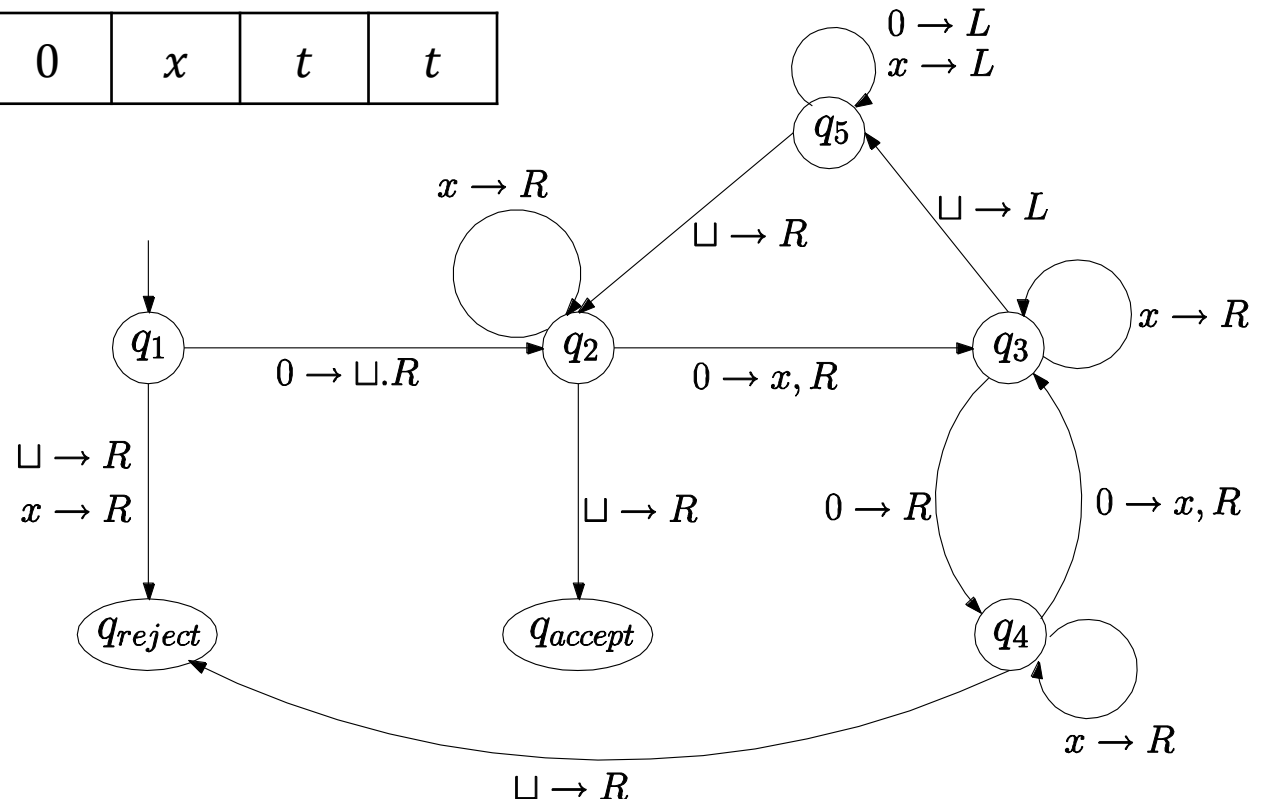 0 x t t
0 → L
x → L
q5
x → R
⊔ → R
⊔ → L
q1
0 → ⊔.R
q2
0 → x, R
q3
x → R
⊔ → R
x → R
⊔ → R
0 → R
0 → x, R
qreject
qaccept
q4
x → R
⊔ → R